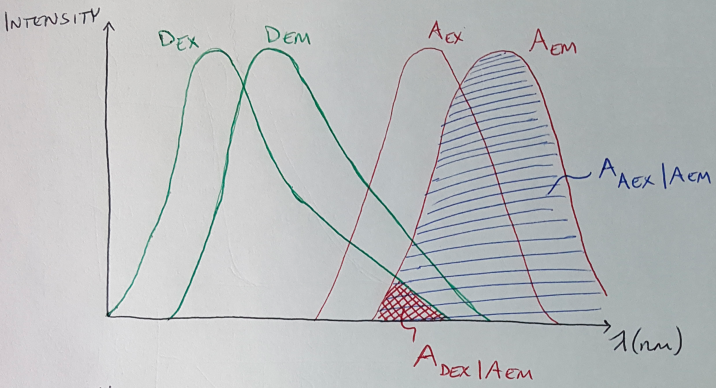 INTENSITY
DEX
DEM
AEX
AEM
AAEX|AEM
λ(nm)
ADEX|AEM